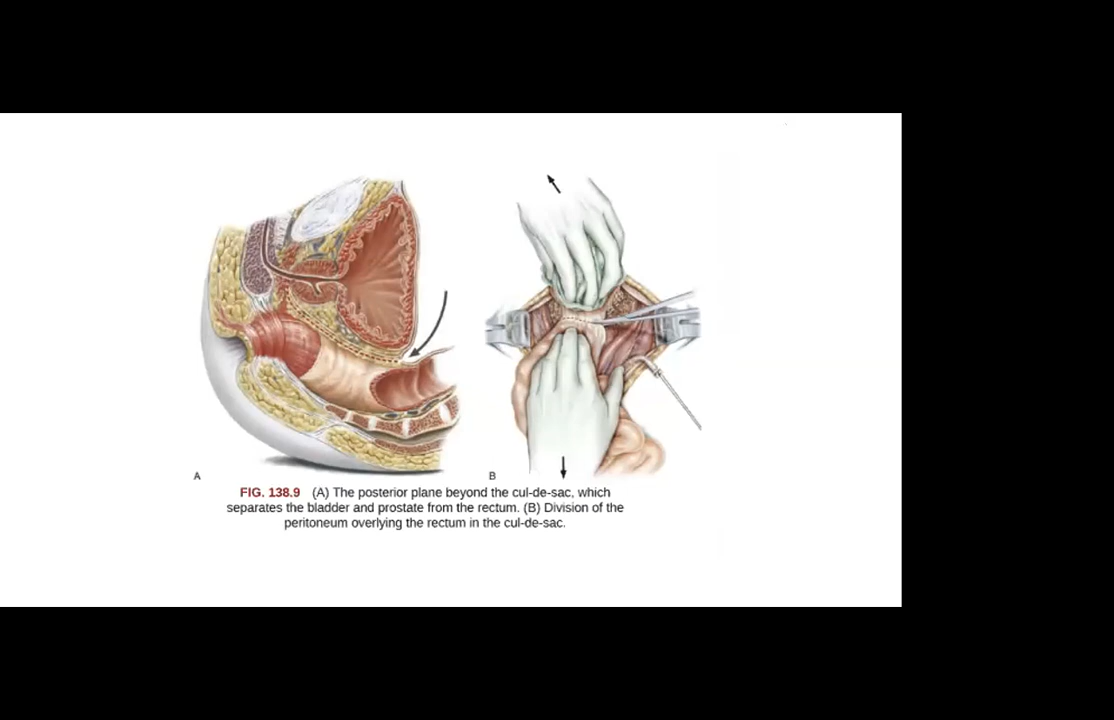 A
B
FIG. 138.9 (A) The posterior plane beyond the cul-de-sac, which
separates the bladder and prostate from the rectum. (B) Division of the
peritoneum overlying the rectum in the cul-de-sac.